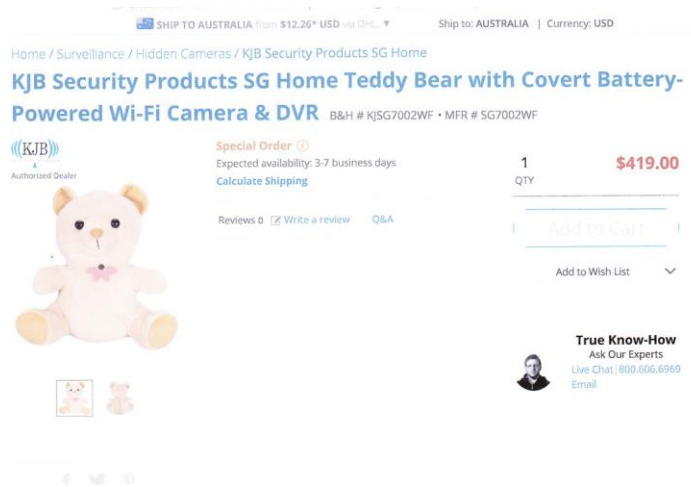 SHIP TO AUSTRALIA from $12.26* USD via DHL. ▼
Ship to: AUSTRALIA | Currency: USD
Home / Surveillance / Hidden Cameras / KJB Security Products SG Home
KJB Security Products SG Home Teddy Bear with Covert Battery-
Powered Wi-Fi Camera & DVR B&H # KJSG7002WF • MFR # SG7002WF
(((KJB)))
Authorized Dealer
Special Order
Expected availability: 3-7 business days
Calculate Shipping
Reviews 0 Write a review Q&A
1
QTY
$419.00
Add to Cart
Add to Wish List
True Know-How
Ask Our Experts
Live Chat | 800.606.6969
Email